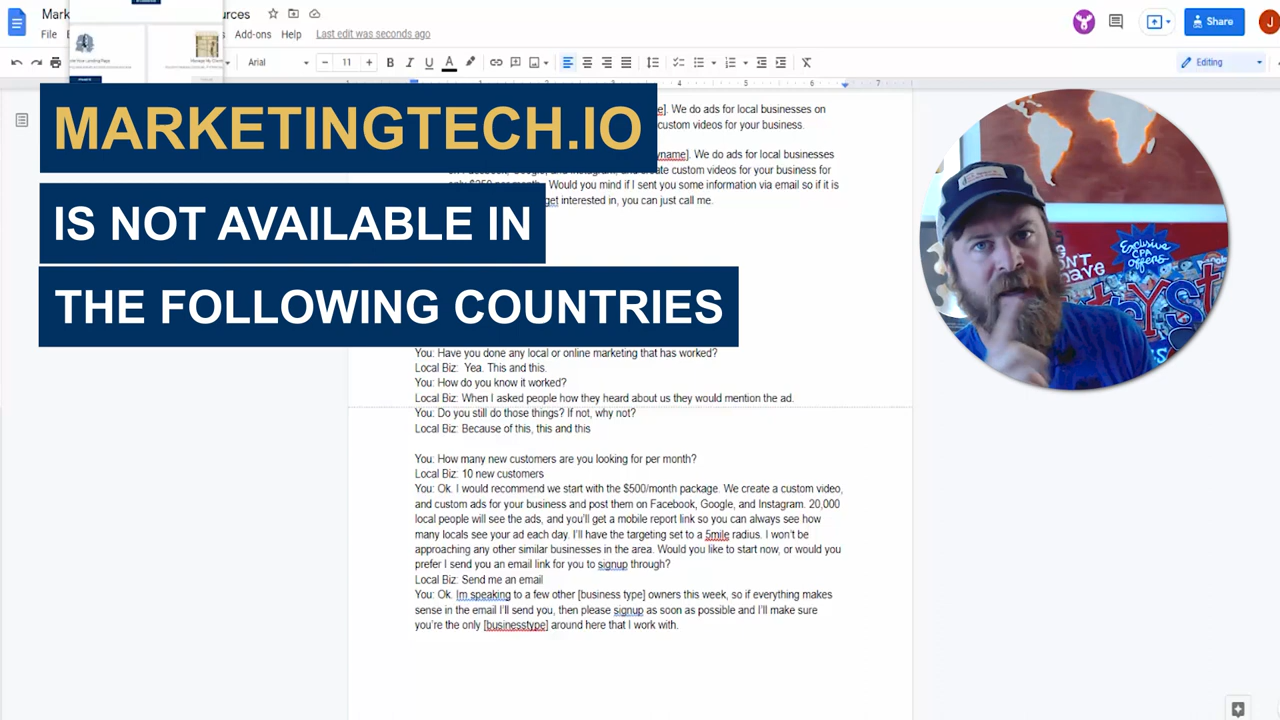 Mark
urces
File
Add-ons
Help
Last edit was seconds ago
Share
J
Arial
11
B
I
U
A
Editing
6
7
MARKETINGTECH.IO
IS NOT AVAILABLE IN
THE FOLLOWING COUNTRIES
We do ads for local businesses on
custom videos for your business.
yname]. We do ads for local businesses
custom videos for your business for
Would you mind if I sent you some information via email so if it is
get interested in, you can just call me.
You: Have you done any local or online marketing that has worked?
Local Biz: Yea. This and this.
You: How do you know it worked?
Local Biz: When I asked people how they heard about us they would mention the ad.
You: Do you still do those things? If not, why not?
Local Biz: Because of this, this and this
You: How many new customers are you looking for per month?
Local Biz: 10 new customers
You: Ok. I would recommend we start with the $500/month package. We create a custom video,
and custom ads for your business and post them on Facebook, Google, and Instagram. 20,000
local people will see the ads, and you'll get a mobile report link so you can always see how
many locals see your ad each day. I'll have the targeting set to a 5mile radius. I won't be
approaching any other similar businesses in the area. Would you like to start now, or would you
prefer I send you an email link for you to signup through?
Local Biz: Send me an email
You: Ok. Im speaking to a few other [business type] owners this week, so if everything makes
sense in the email I'll send you, then please signup as soon as possible and I'll make sure
you're the only [businesstype] around here that I work with.
Exclusive
CPA
offers